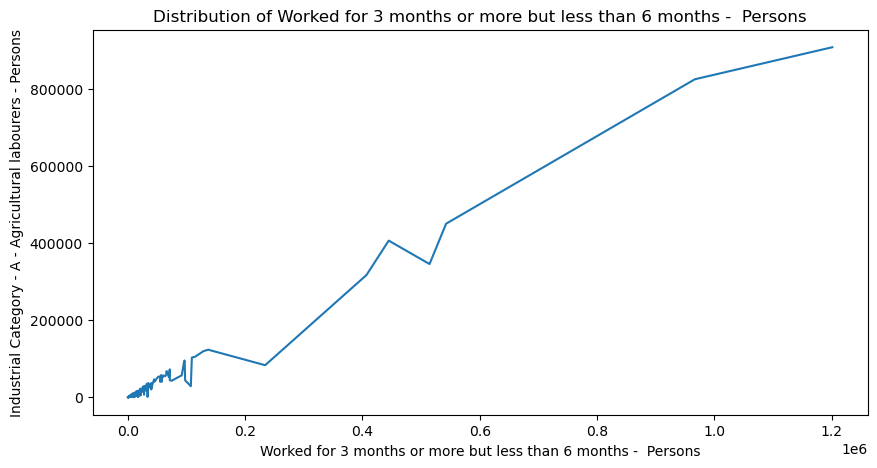 Distribution of Worked for 3 months or more but less than 6 months -  Persons
Industrial Category - A - Agricultural labourers - Persons
800000
600000
400000
200000
0
0.0 0.2 0.4 0.6 0.8 1.0 1.2
1e6
Worked for 3 months or more but less than 6 months -  Persons